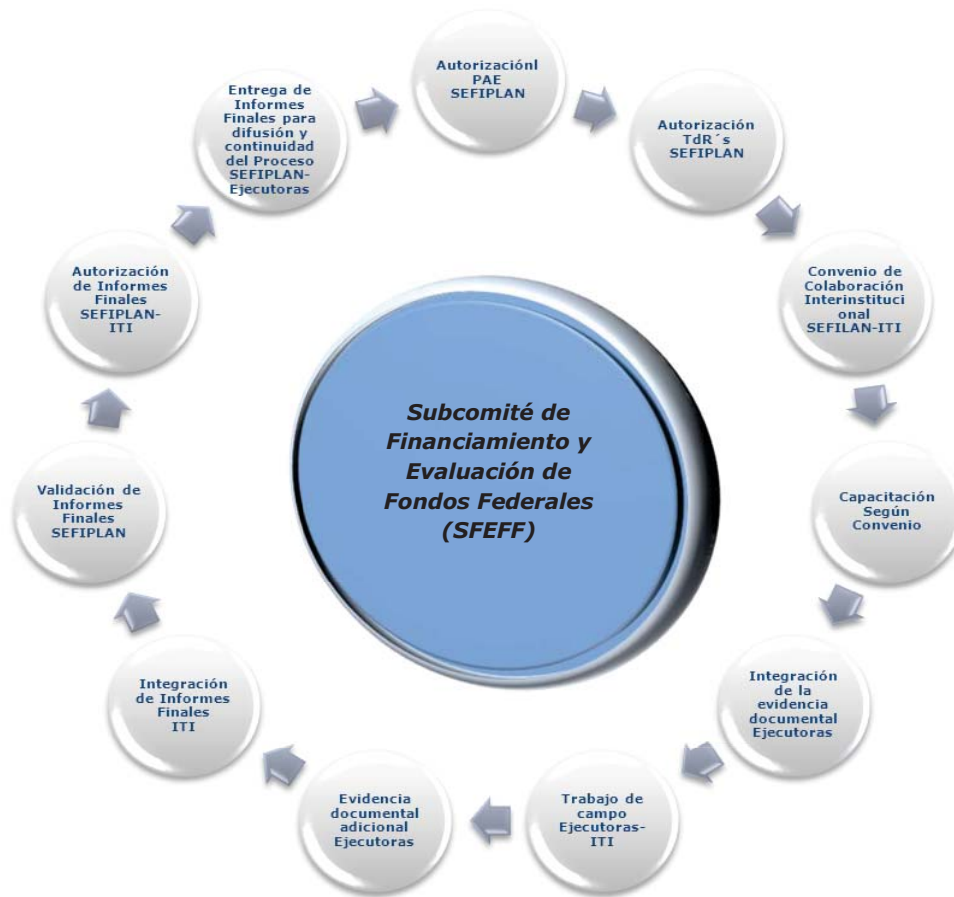 Autorizaciónl
PAE
SEFIPLAN
Autorización
TdR´s
SEFIPLAN
Convenio de
Colaboración
Interinstituci
onal
SEFILAN-ITI
Capacitación
Según
Convenio
Integración
de la
evidencia
documental
Ejecutoras
Trabajo de
campo
Ejecutoras-
ITI
Evidencia
documental
adicional
Ejecutoras
Integración
de Informes
Finales
ITI
Validación de
Informes
Finales
SEFIPLAN
Autorización
de Informes
Finales
SEFIPLAN-
ITI
Entrega de
Informes
Finales para
difusión y
continuidad
del Proceso
SEFIPLAN-
Ejecutoras
Subcomité de
Financiamiento y
Evaluación de
Fondos Federales
(SFEFF)